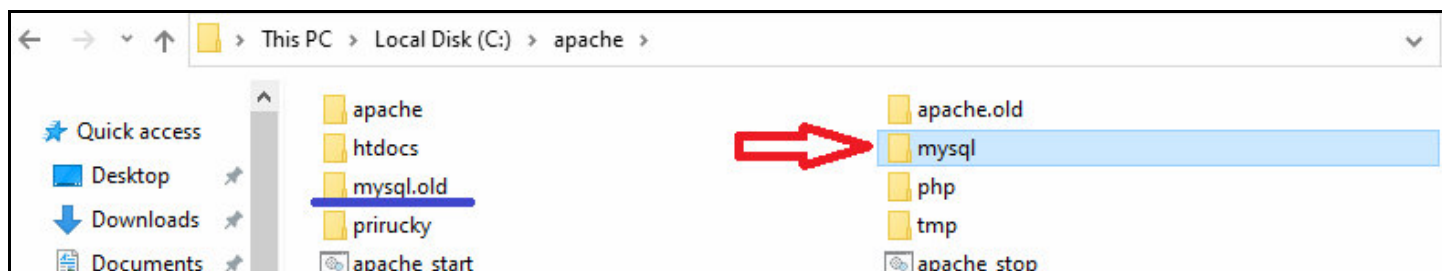 This PC > Local Disk (C:) > apache >
Quick access
Desktop
Downloads
Documents
apache
apache.old
htdocs
mysql
mysql.old
php
prirucky
tmp
apache_start
apache_stop